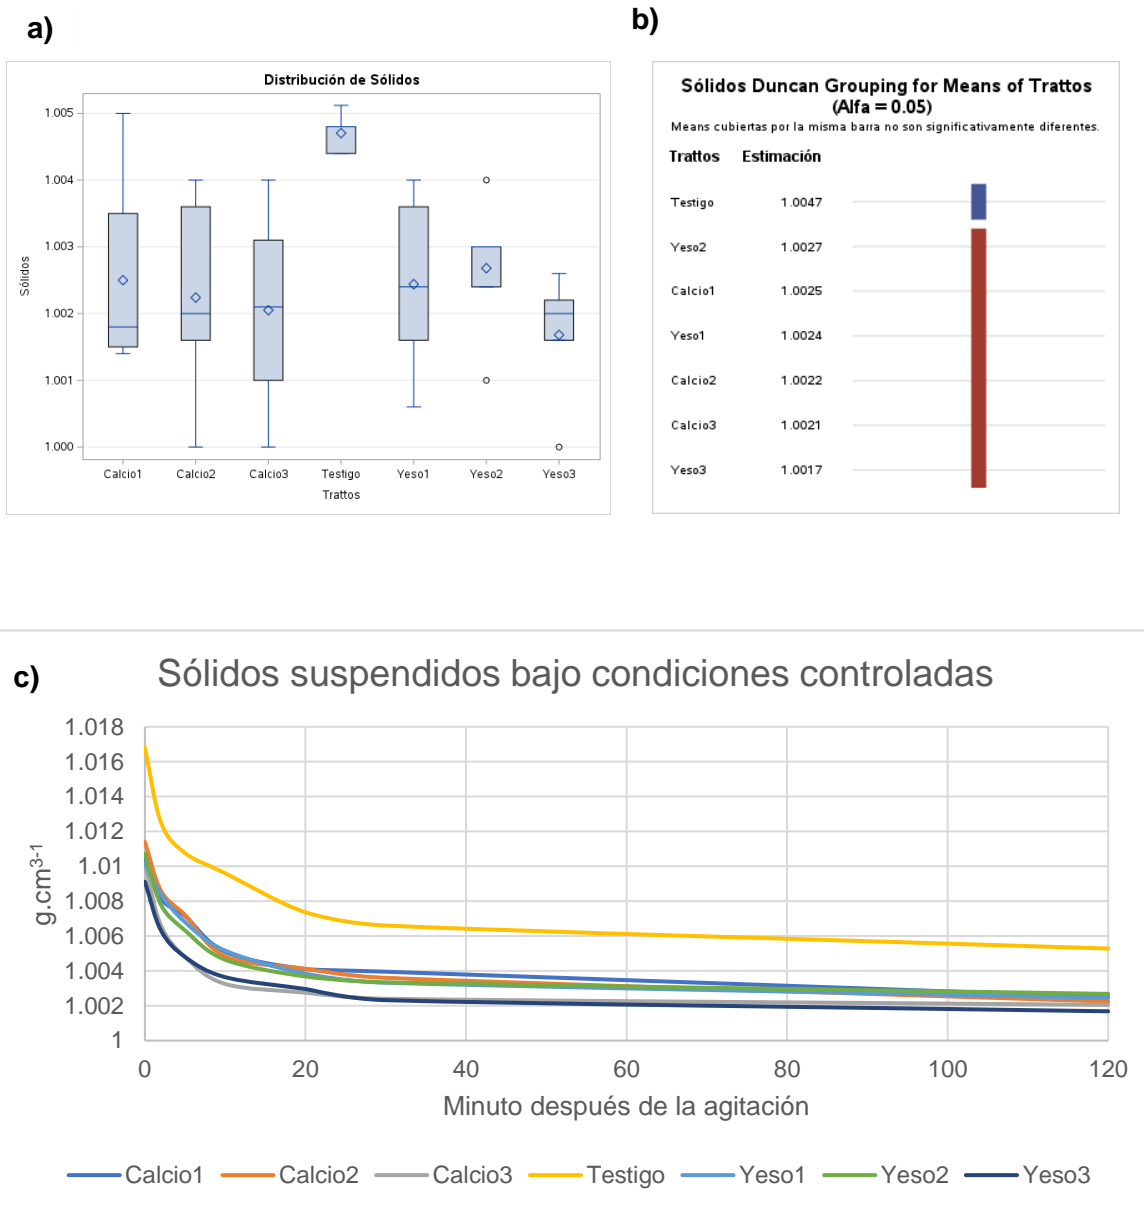 a)
Distribución de Sólidos
Sólidos
1.005
1.004
1.003
1.002
1.001
1.000
Calcio1 Calcio2 Calcio3 Testigo Yeso1 Yeso2 Yeso3
Trattos
b)
Sólidos Duncan Grouping for Means of Trattos
(Alfa = 0.05)
Means cubiertas por la misma barra no son significativamente diferentes.
Trattos Estimación
Testigo 1.0047
Yeso2 1.0027
Calcio1 1.0025
Yeso1 1.0024
Calcio2 1.0022
Calcio3 1.0021
Yeso3 1.0017
c)
Sólidos suspendidos bajo condiciones controladas
g.cm³⁻¹
1.018
1.016
1.014
1.012
1.01
1.008
1.006
1.004
1.002
1
0 20 40 60 80 100 120
Minuto después de la agitación
Calcio1 Calcio2 Calcio3 Testigo Yeso1 Yeso2 Yeso3